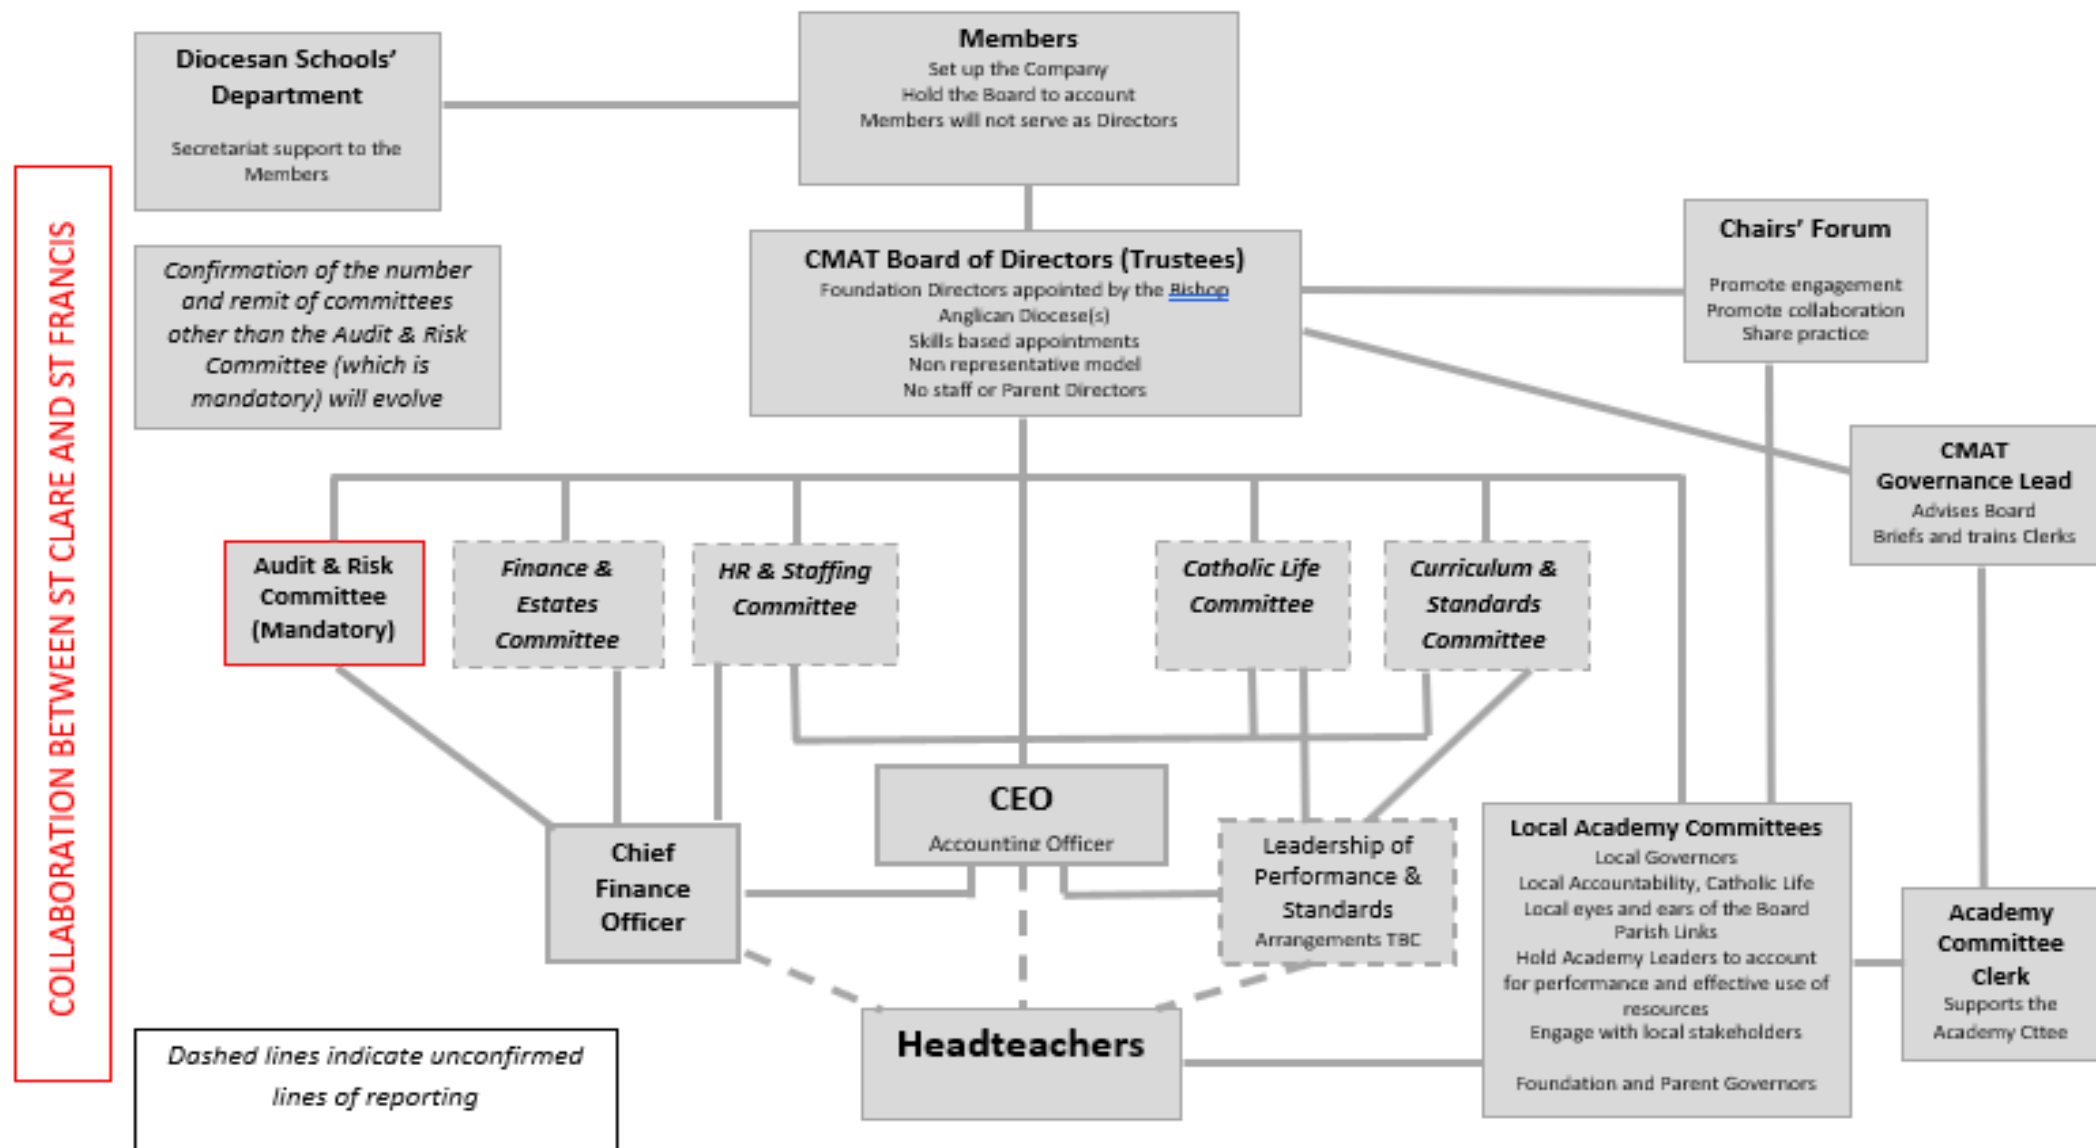 Diocesan Schools’
Department
Secretariat support to the
Members
Members
Set up the Company
Hold the Board to account
Members will not serve as Directors
COLLABORATION BETWEEN ST CLARE AND ST FRANCIS
Confirmation of the number
and remit of committees
other than the Audit & Risk
Committee (which is
mandatory) will evolve
CMAT Board of Directors (Trustees)
Foundation Directors appointed by the Bishop
Anglican Diocese(s)
Skills based appointments
Non representative model
No staff or Parent Directors
Chairs’ Forum
Promote engagement
Promote collaboration
Share practice
CMAT
Governance Lead
Advises Board
Briefs and trains Clerks
Audit & Risk
Committee
(Mandatory)
Finance &
Estates
Committee
HR & Staffing
Committee
Catholic Life
Committee
Curriculum &
Standards
Committee
Chief
Finance
Officer
CEO
Accounting Officer
Leadership of
Performance &
Standards
Arrangements TBC
Local Academy Committees
Local Governors
Local Accountability, Catholic Life
Local eyes and ears of the Board
Parish Links
Hold Academy Leaders to account
for performance and effective use of
resources
Engage with local stakeholders
Foundation and Parent Governors
Academy
Committee
Clerk
Supports the
Academy Cttee
Headteachers
Dashed lines indicate unconfirmed
lines of reporting